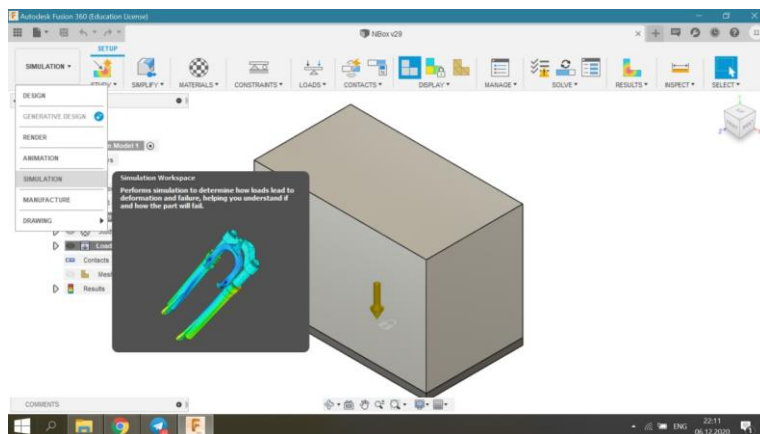 Autodesk Fusion 360 (Education License)
NBox v29
SETUP
SIMULATION
STUDY
SIMPLIFY
MATERIALS
CONSTRAINTS
LOADS
CONTACTS
DISPLAY
MANAGE
SOLVE
RESULTS
INSPECT
SELECT
DESIGN
GENERATIVE DESIGN
RENDER
Model 1
ANIMATION
SIMULATION
MANUFACTURE
DRAWING
Simulation Workspace
Performs simulation to determine how loads lead to
deformation and failure, helping you understand if
and how the part will fail.
Load
Contacts
Mesh
Results
COMMENTS
ENG
22:11
06.12.2020